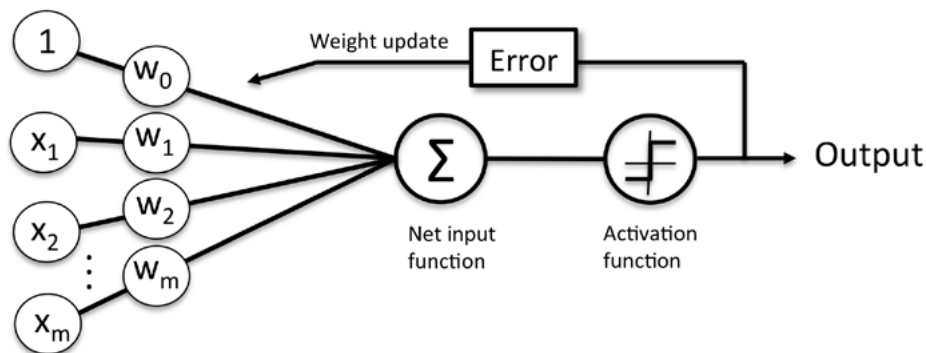 1
w0
x1
w1
x2
w2
⋮
xm
wm
Weight update
Error
Σ
Net input
function
Activation
function
Output